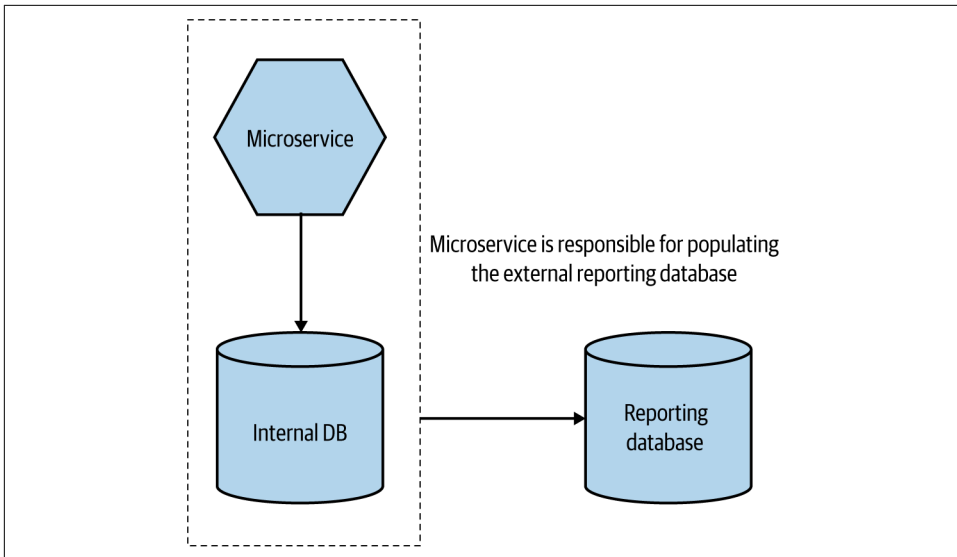 Microservice
Microservice is responsible for populating
the external reporting database
Internal DB
Reporting
database